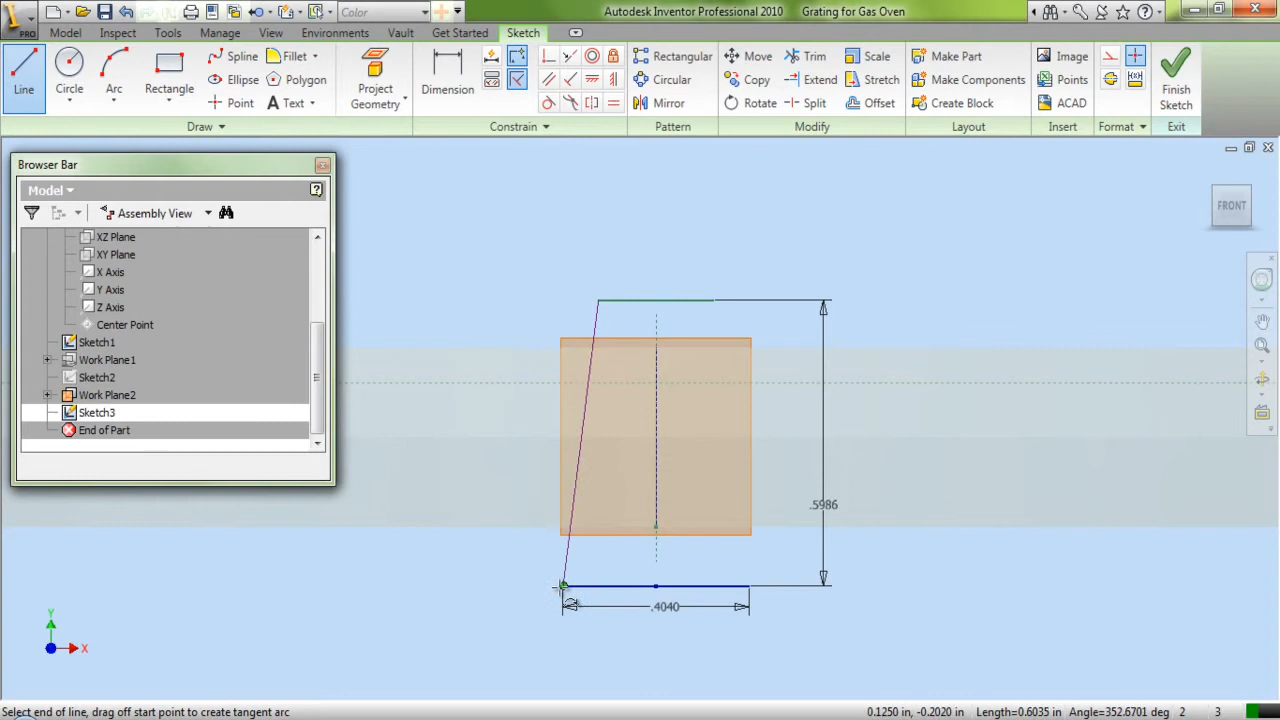 Color
Autodesk Inventor Professional 2010 Grating for Gas Oven
PRO Model Inspect Tools Manage View Environments Vault Get Started Sketch
Line Circle Arc Rectangle Spline Fillet Project Geometry Dimension Rectangular Move Trim Scale Make Part Image Finish Sketch
Ellipse Polygon Circular Copy Extend Stretch Make Components Points
Point Text Mirror Rotate Split Offset Create Block ACAD
Draw Constrain Pattern Modify Layout Insert Format Exit
Browser Bar
Model
Assembly View
XZ Plane
XY Plane
X Axis
Y Axis
Z Axis
Center Point
Sketch1
Work Plane1
Sketch2
Work Plane2
Sketch3
End of Part
FRONT
.5986
.4040
Y
X
Select end of line, drag off start point to create tangent arc 0.1250 in, -0.2020 in Length=0.6035 in Angle=352.6701 deg 2 3